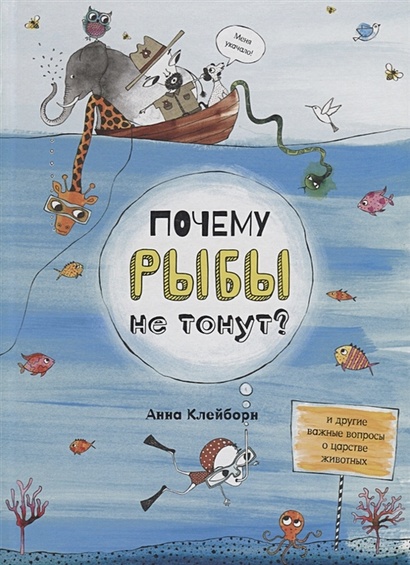 Меня
укачало!
ПОЧЕМУ
РЫБЫ
не тонут?
Анна Клейборн
и другие
важные вопросы
о царстве
животных